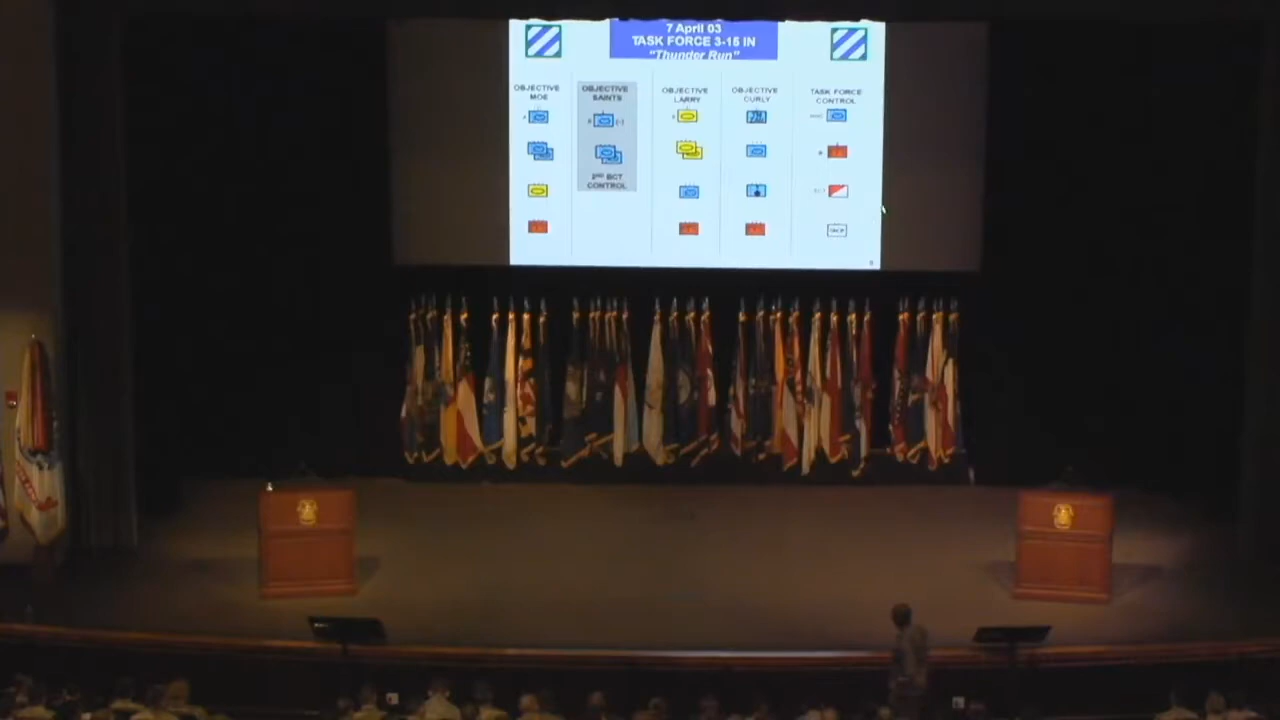 7 April 03
TASK FORCE 3-15 IN
"Thunder Run"
OBJECTIVE
MOE
OBJECTIVE
SAINTS
OBJECTIVE
LARRY
OBJECTIVE
CURLY
TASK FORCE
CONTROL
A
B
(-)
2ND BCT
CONTROL